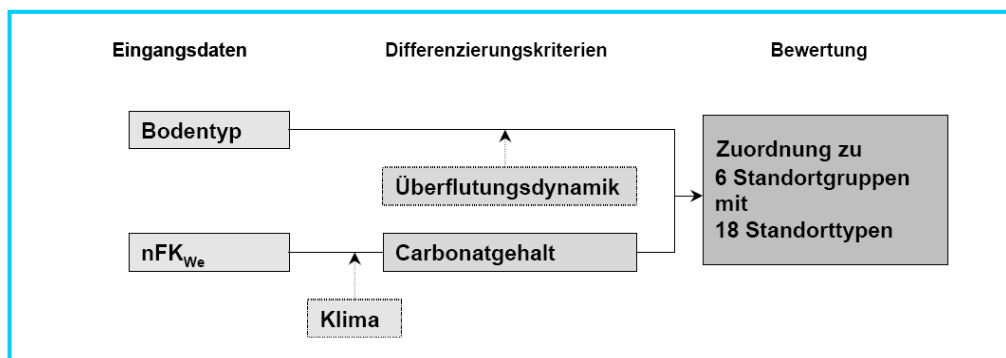 Eingangsdaten
Differenzierungskriterien
Bewertung
Bodentyp
Überflutungsdynamik
nFKWe
Carbonatgehalt
Klima
Zuordnung zu
6 Standortgruppen
mit
18 Standorttypen